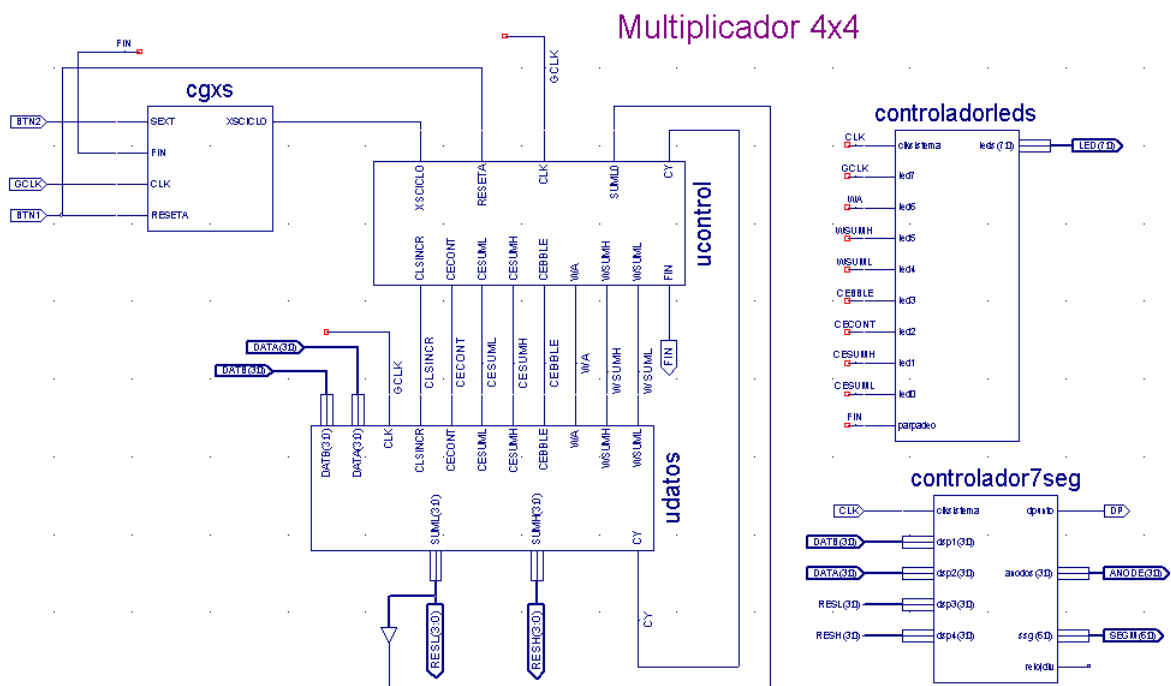 Multiplicador 4x4
FIN
GCLK
cgxs
BTN2
SEXT
XSCICLO
FIN
GCLK
CLK
BTN1
RESETA
XSCICLO
RESETA
CLK
SUML0
CY
ucontrol
CLSINCR
CECONT
CESUML
CESUMH
CEBBLE
WA
WSUMH
WSUML
FIN
DATA(3:0)
DATB(3:0)
GCLK
CLSINCR
CECONT
CESUML
CESUMH
CEBBLE
WA
WSUMH
WSUML
FIN
DATB(3:0)
DATA(3:0)
CLK
CLSINCR
CECONT
CESUML
CESUMH
CEBBLE
WA
WSUMH
WSUML
udatos
SUML(3:0)
SUMH(3:0)
CY
RESL(3:0)
RESH(3:0)
CY
controladorleds
CLK
clksistema
leds(7:0)
LED(7:0)
GCLK
led7
WA
led6
WSUMH
led5
WSUML
led4
CEBBLE
led3
CECONT
led2
CESUMH
led1
CESUML
led0
FIN
parpadeo
controlador7seg
CLK
clksistema
dpunto
DP
DATB(3:0)
dsp1(3:0)
DATA(3:0)
dsp2(3:0)
anodos(3:0)
ANODE(3:0)
RESL(3:0)
dsp3(3:0)
RESH(3:0)
dsp4(3:0)
ssg(6:0)
SEGM(6:0)